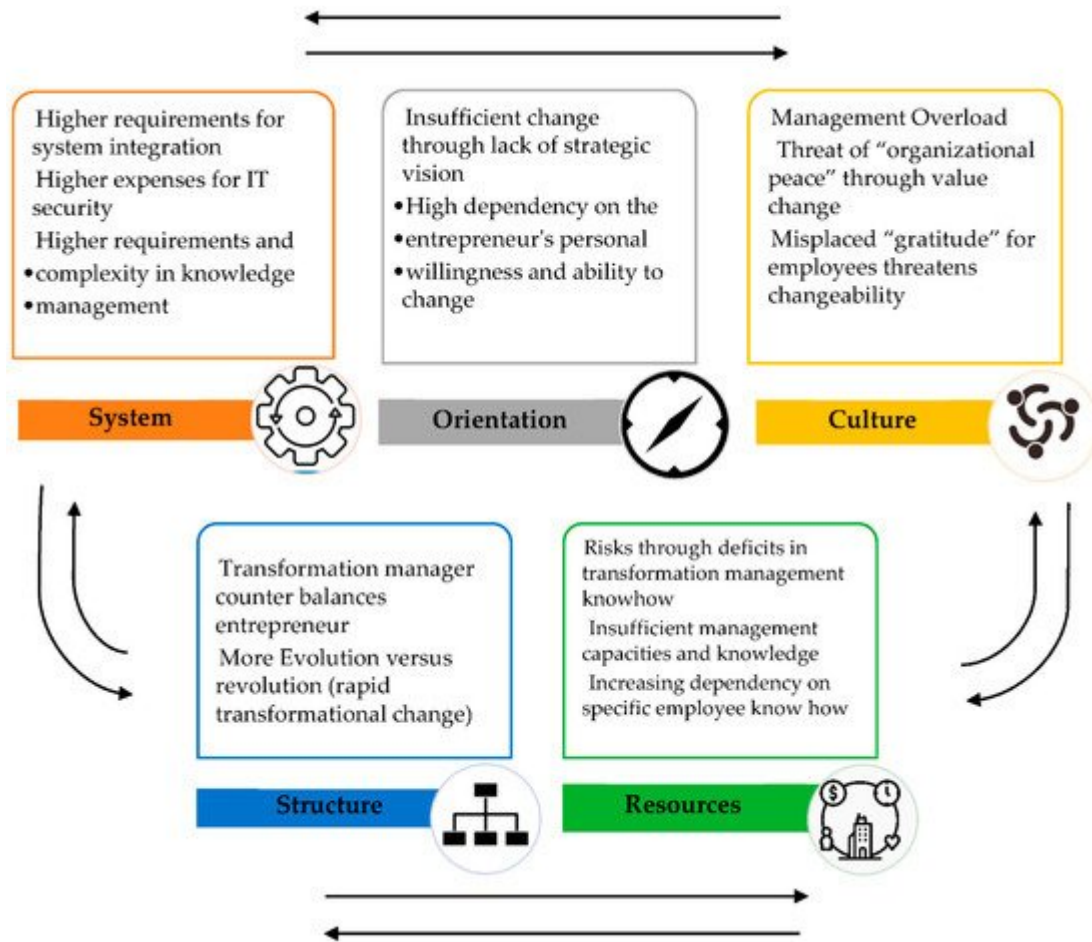 Higher requirements for
system integration
Higher expenses for IT
security
Higher requirements and
•complexity in knowledge
•management
System
Insufficient change
through lack of strategic
vision
•High dependency on the
•entrepreneur's personal
•willingness and ability to
change
Orientation
Management Overload
Threat of “organizational
peace” through value
change
Misplaced “gratitude” for
employees threatens
changeability
Culture
Transformation manager
counter balances
entrepreneur
More Evolution versus
revolution (rapid
transformational change)
Structure
Risks through deficits in
transformation management
knowhow
Insufficient management
capacities and knowledge
Increasing dependency on
specific employee know how
Resources
$